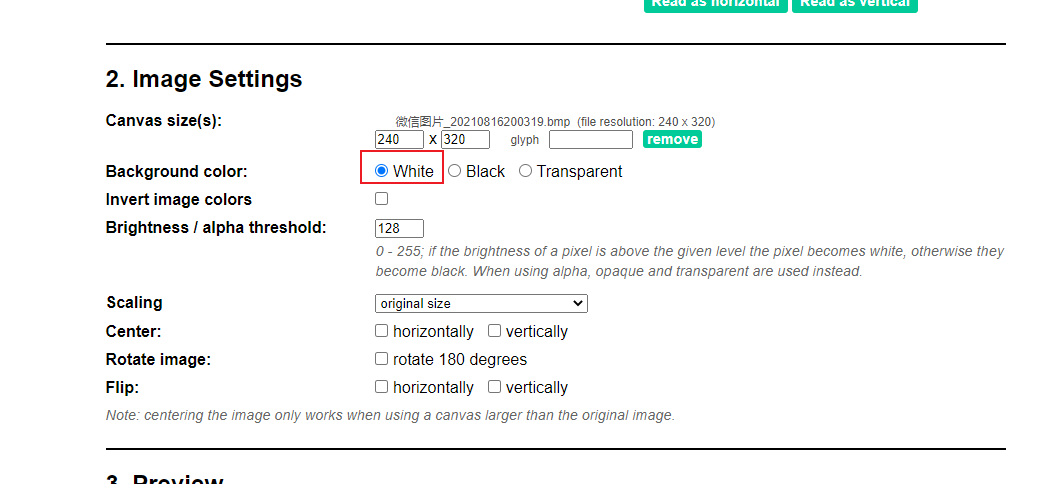 Read as horizontal Read as vertical
2. Image Settings
Canvas size(s):
微信图片_20210816200319.bmp (file resolution: 240 x 320)
240 x 320 glyph remove
Background color: White Black Transparent
Invert image colors
Brightness / alpha threshold: 128
0 - 255; if the brightness of a pixel is above the given level the pixel becomes white, otherwise they
become black. When using alpha, opaque and transparent are used instead.
Scaling original size
Center: horizontally vertically
Rotate image: rotate 180 degrees
Flip: horizontally vertically
Note: centering the image only works when using a canvas larger than the original image.
3. Preview